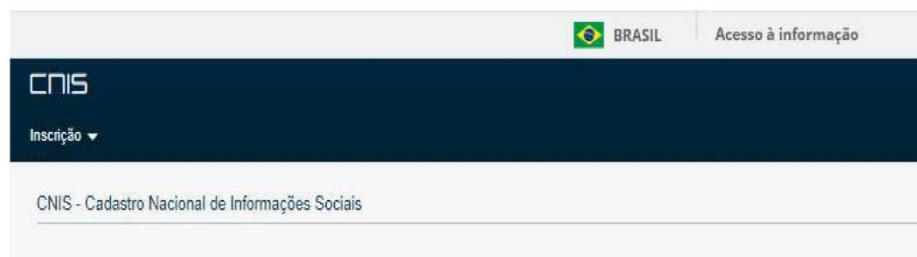 BRASIL Acesso à informação
CNIS
Inscrição
CNIS - Cadastro Nacional de Informações Sociais